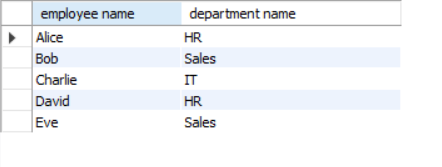 employee name department name
Alice HR
Bob Sales
Charlie IT
David HR
Eve Sales